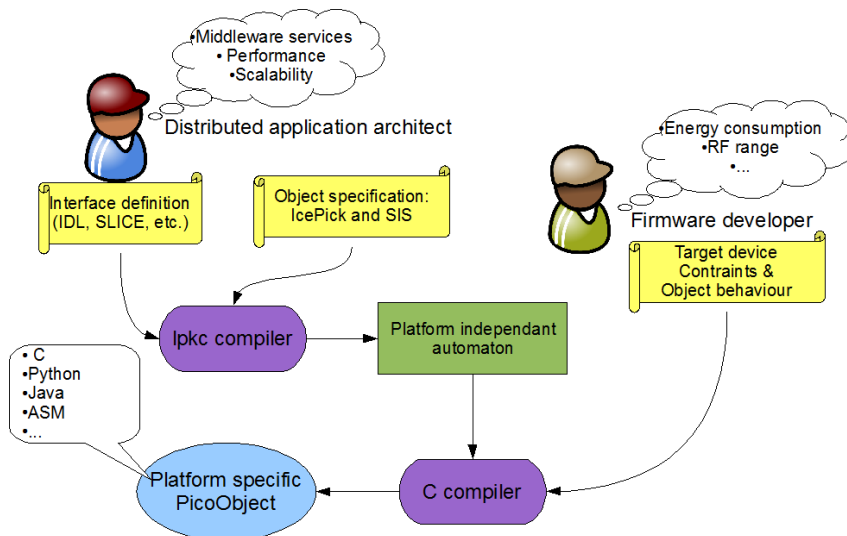 •Middleware services
• Performance
•Scalability
Distributed application architect
•Energy consumption
•RF range
•...
Firmware developer
Interface definition
(IDL, SLICE, etc.)
Object specification:
IcePick and SIS
Target device
Contraints &
Object behaviour
Ipkc compiler
Platform independant
automaton
• C
•Python
•Java
•ASM
•...
Platform specific
PicoObject
C compiler